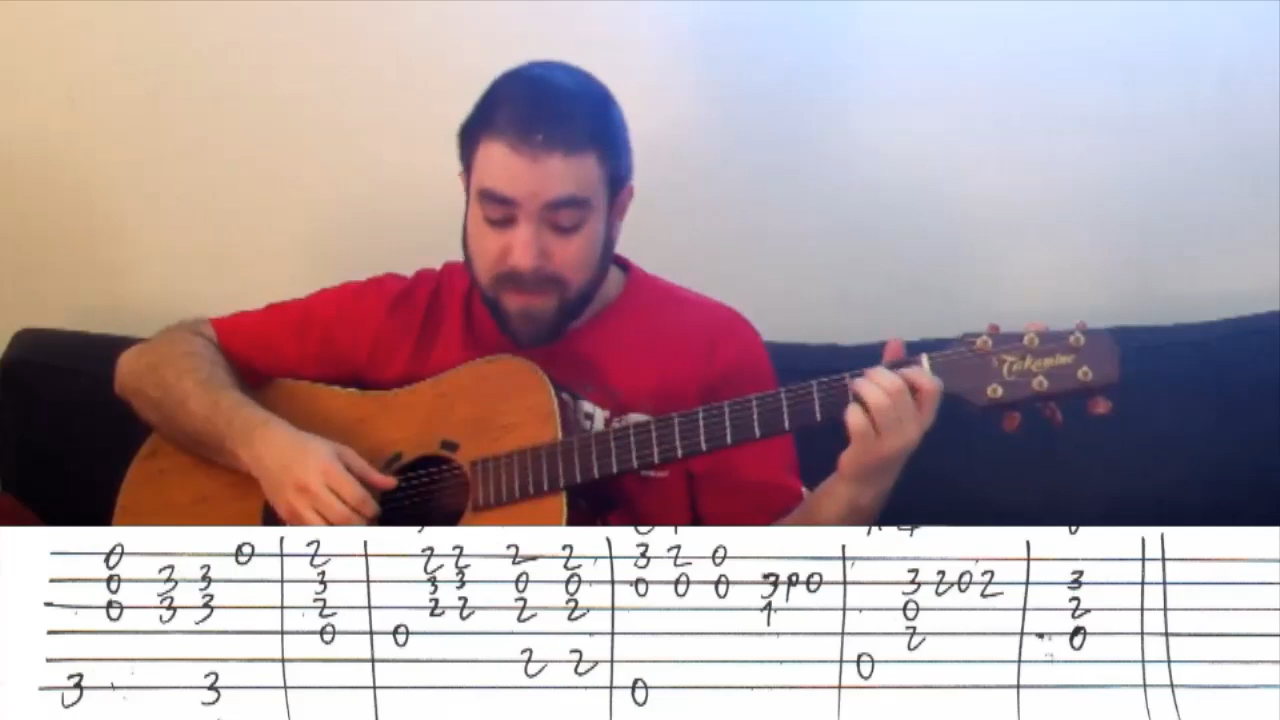 Takamine
0 0 2 2 2 2 2 3 2 0
0 3 3 3 3 3 0 0 0 0 0 3p0 3 2 0 2 3
0 3 3 2 2 2 2 2 1 0 2
0 0 2 0
2 2 0
3 3 0